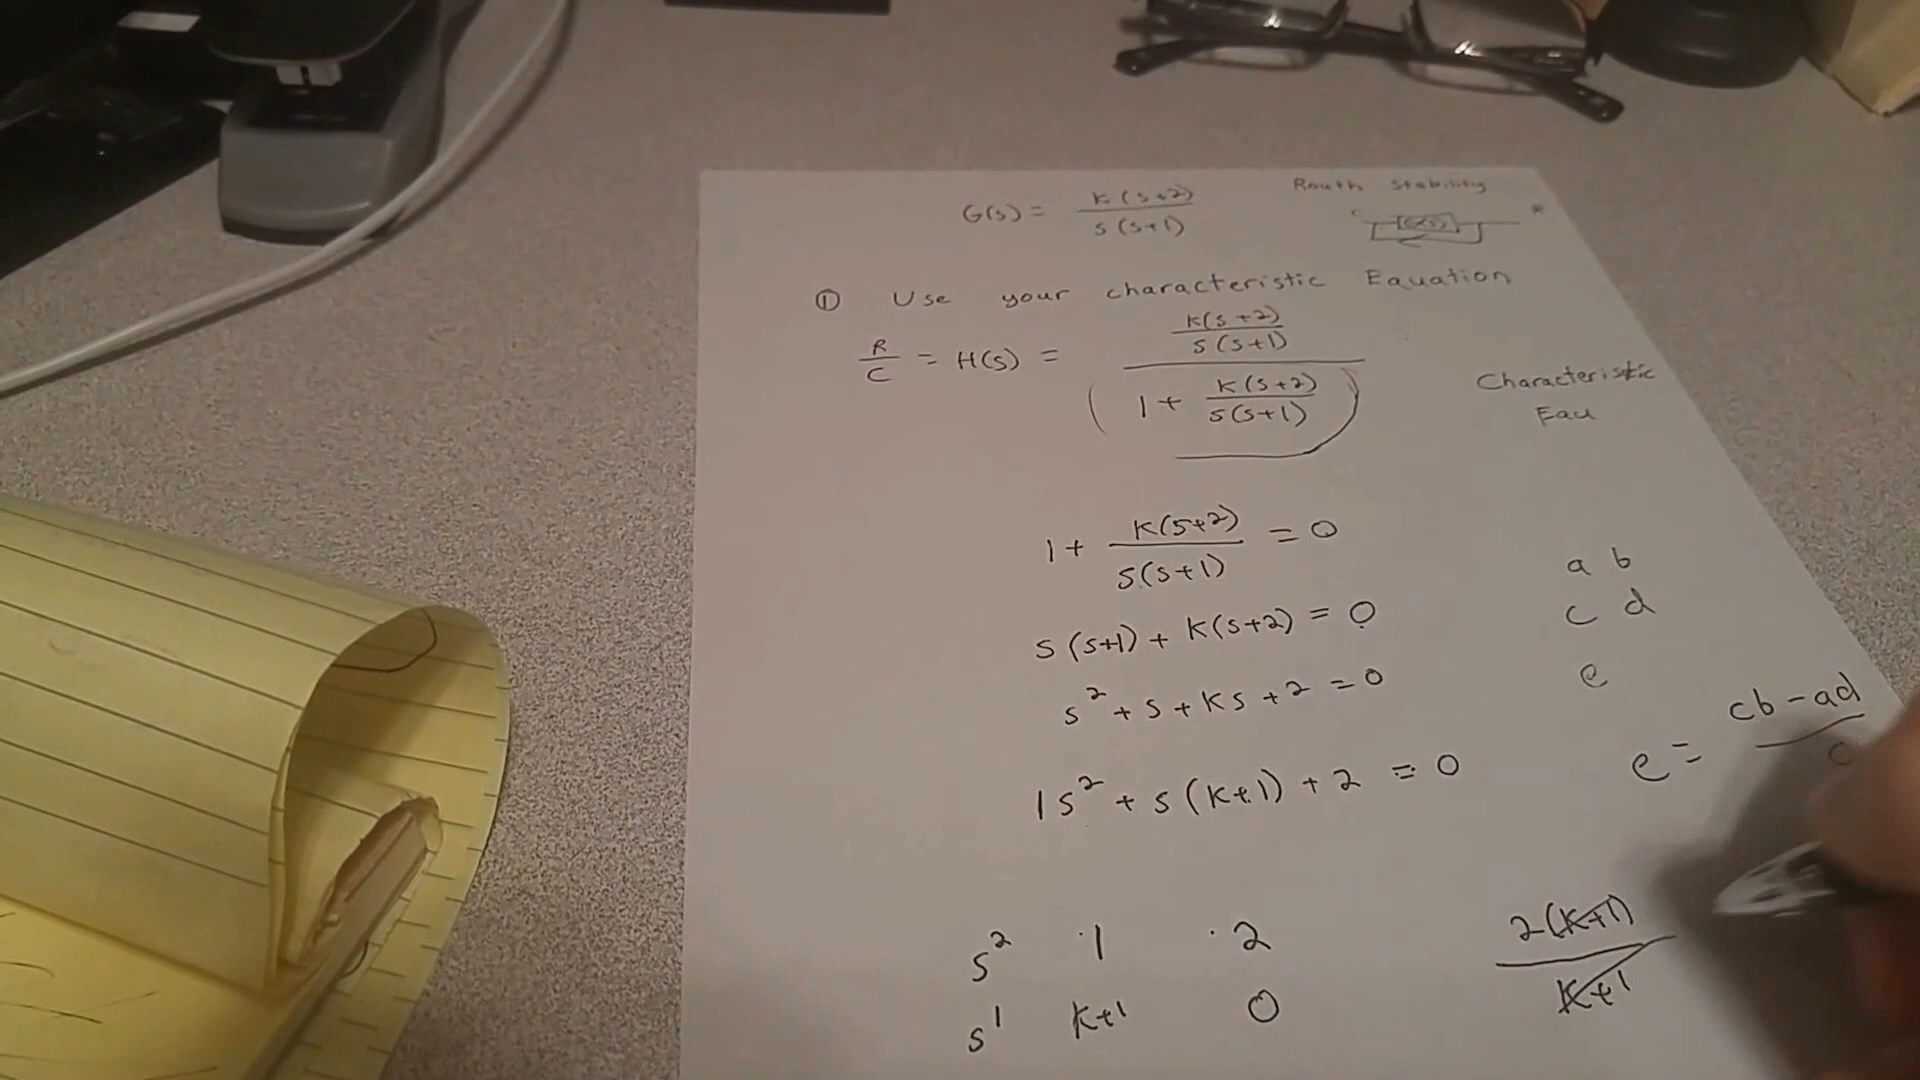 G(s) = K(s+2) / s(s+1)
Routh Stability
C G(s) R
① Use your characteristic Equation
R/C = H(s) = (K(s+2) / s(s+1)) / (1 + K(s+2) / s(s+1))
Characteristic
Equ
1 + K(s+2) / s(s+1) = 0
s(s+1) + K(s+2) = 0
s² + s + Ks + 2 = 0
1s² + s(K+1) + 2 = 0
a b
c d
e
e = cb - ad / c
s² 1 2
s¹ K+1 0
2(K+1) / K+1